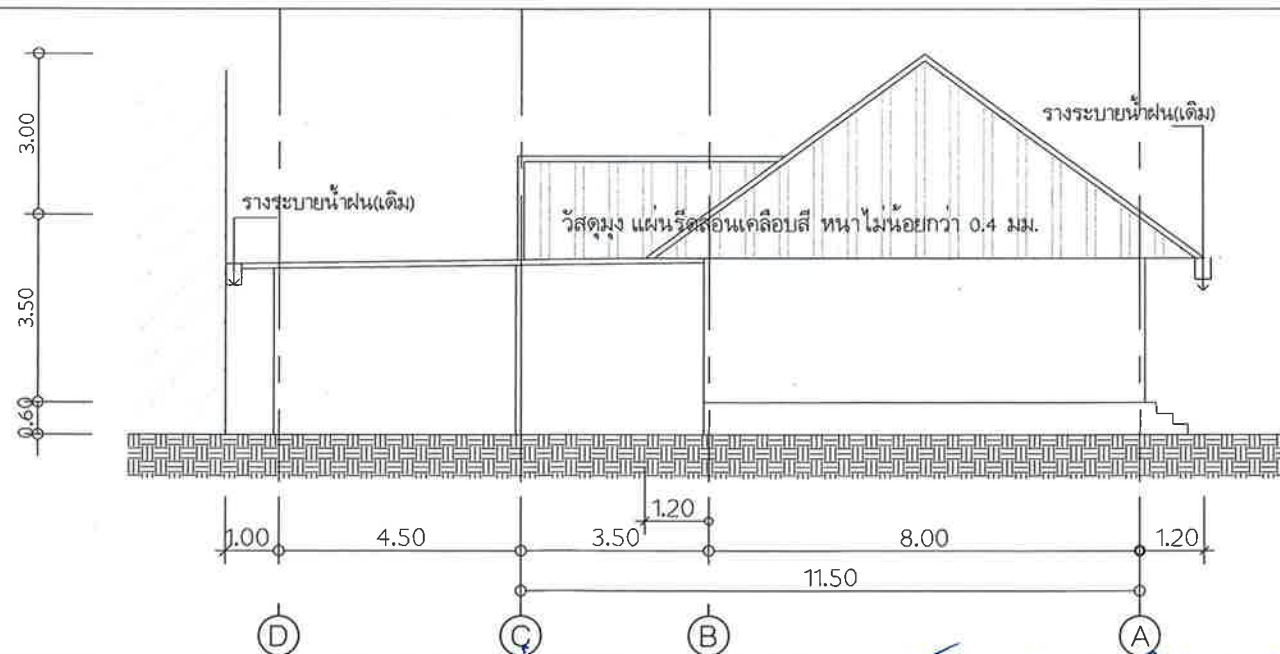 รางระบายน้ำฝน(เดิม)
3.00
รางระบายน้ำฝน(เดิม)
วัสดุมุง แผ่นรีดลอนเคลือบสี หนาไม่น้อยกว่า 0.4 มม.
3.50
0.60
1.20
1.00
4.50
3.50
8.00
1.20
11.50
D
C
B
A